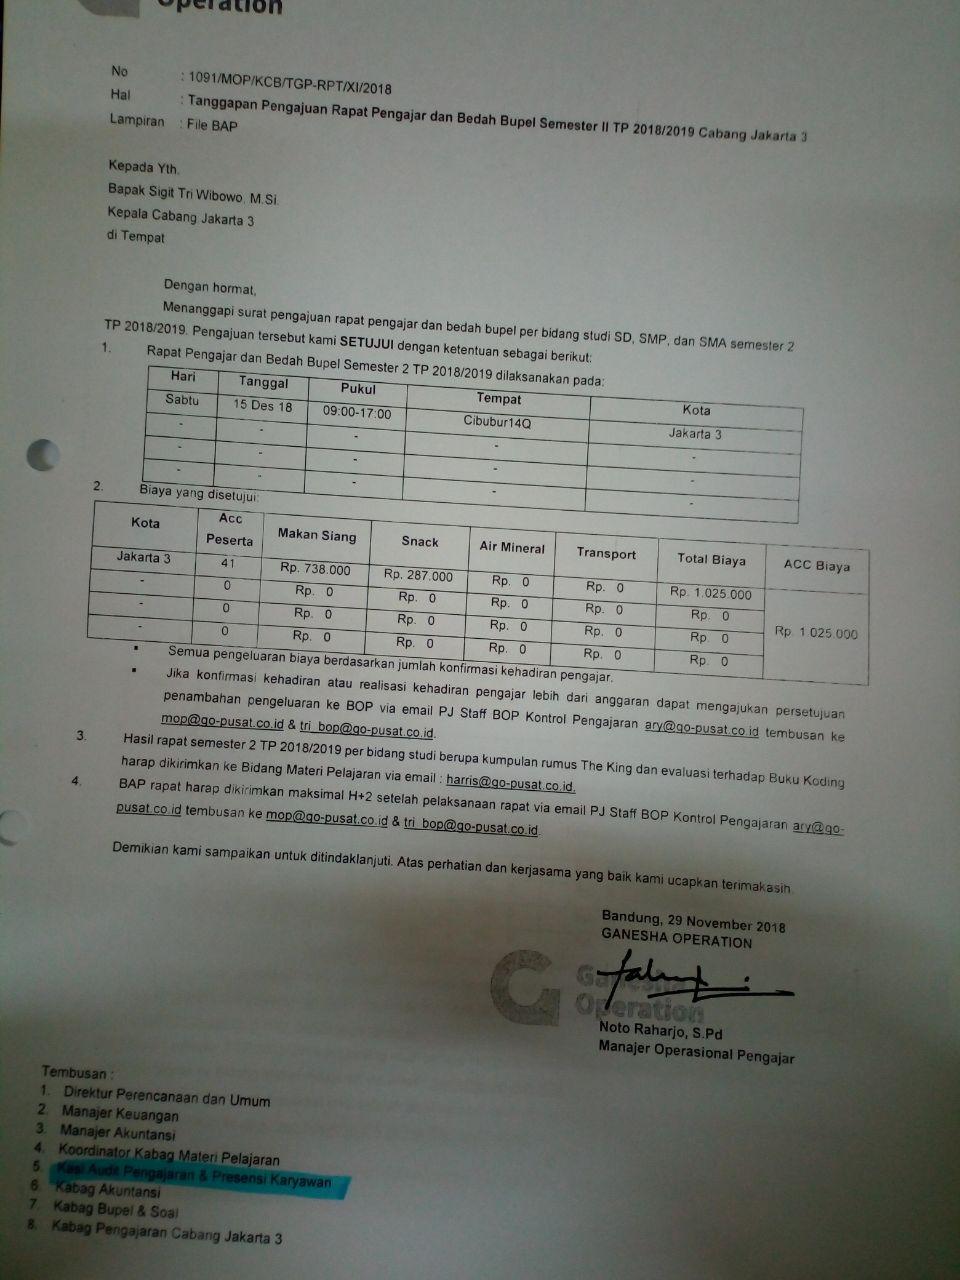 Operation
No : 1091/MOP/KCB/TGP-RPT/XI/2018
Hal : Tanggapan Pengajuan Rapat Pengajar dan Bedah Bupel Semester II TP 2018/2019 Cabang Jakarta 3
Lampiran : File BAP
Kepada Yth.
Bapak Sigit Tri Wibowo, M.Si.
Kepala Cabang Jakarta 3
di Tempat
Dengan hormat,
Menanggapi surat pengajuan rapat pengajar dan bedah bupel per bidang studi SD, SMP, dan SMA semester 2
TP 2018/2019. Pengajuan tersebut kami SETUJUI dengan ketentuan sebagai berikut:
1. Rapat Pengajar dan Bedah Bupel Semester 2 TP 2018/2019 dilaksanakan pada:
Hari Tanggal Pukul Tempat Kota
Sabtu 15 Des 18 09:00-17:00 Cibubur14Q Jakarta 3
- - - - -
- - - - -
- - - - -
2. Biaya yang disetujui:
Kota Acc Peserta Makan Siang Snack Air Mineral Transport Total Biaya ACC Biaya
Jakarta 3 41 Rp. 738.000 Rp. 287.000 Rp. 0 Rp. 0 Rp. 1.025.000 Rp. 1.025.000
- 0 Rp. 0 Rp. 0 Rp. 0 Rp. 0 Rp. 0
- 0 Rp. 0 Rp. 0 Rp. 0 Rp. 0 Rp. 0
- 0 Rp. 0 Rp. 0 Rp. 0 Rp. 0 Rp. 0
▪ Semua pengeluaran biaya berdasarkan jumlah konfirmasi kehadiran pengajar.
▪ Jika konfirmasi kehadiran atau realisasi kehadiran pengajar lebih dari anggaran dapat mengajukan persetujuan
penambahan pengeluaran ke BOP via email PJ Staff BOP Kontrol Pengajaran ary@go-pusat.co.id tembusan ke
mop@go-pusat.co.id & tri_bop@go-pusat.co.id.
3. Hasil rapat semester 2 TP 2018/2019 per bidang studi berupa kumpulan rumus The King dan evaluasi terhadap Buku Koding
harap dikirimkan ke Bidang Materi Pelajaran via email : harris@go-pusat.co.id.
4. BAP rapat harap dikirimkan maksimal H+2 setelah pelaksanaan rapat via email PJ Staff BOP Kontrol Pengajaran ary@go-
pusat.co.id tembusan ke mop@go-pusat.co.id & tri_bop@go-pusat.co.id.
Demikian kami sampaikan untuk ditindaklanjuti. Atas perhatian dan kerjasama yang baik kami ucapkan terimakasih.
Bandung, 29 November 2018
GANESHA OPERATION
Ganesha
Operation
Noto Raharjo, S.Pd
Manajer Operasional Pengajar
Tembusan :
1. Direktur Perencanaan dan Umum
2. Manajer Keuangan
3. Manajer Akuntansi
4. Koordinator Kabag Materi Pelajaran
5. Kasi Audit Pengajaran & Presensi Karyawan
6. Kabag Akuntansi
7. Kabag Bupel & Soal
8. Kabag Pengajaran Cabang Jakarta 3